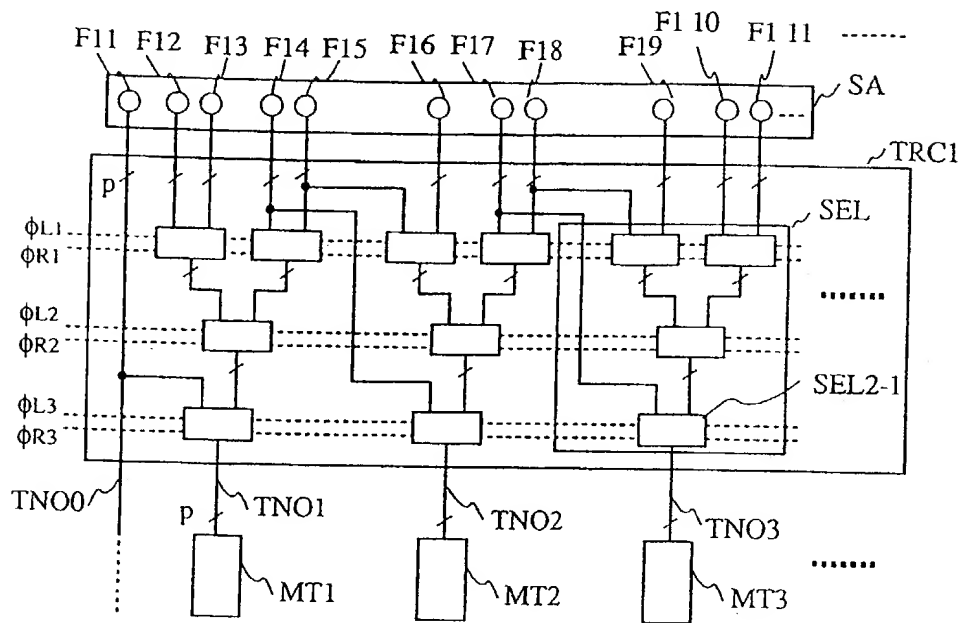 F11 F12 F13 F14 F15 F16 F17 F18 F19 F1 10 F1 11
SA
TRC1
p
SEL
ϕL1
ϕR1
ϕL2
ϕR2
SEL2-1
ϕL3
ϕR3
TNO0 TNO1 TNO2 TNO3
p
MT1 MT2 MT3